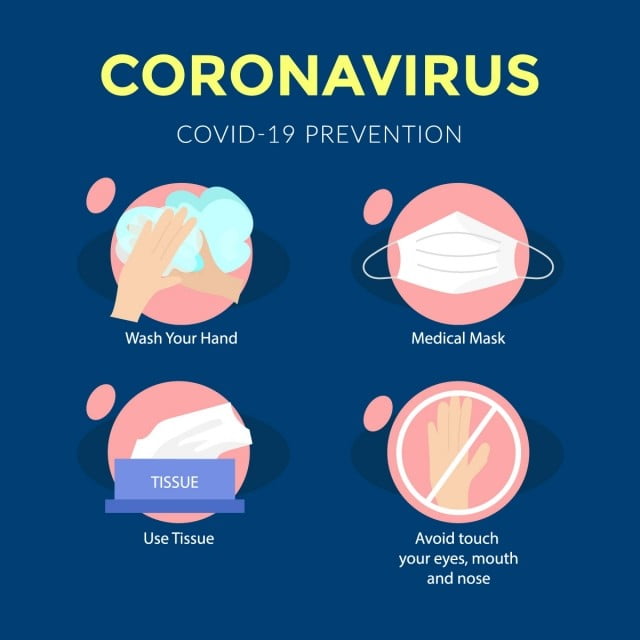 CORONAVIRUS
COVID-19 PREVENTION
Wash Your Hand
Medical Mask
TISSUE
Use Tissue
Avoid touch
your eyes, mouth
and nose